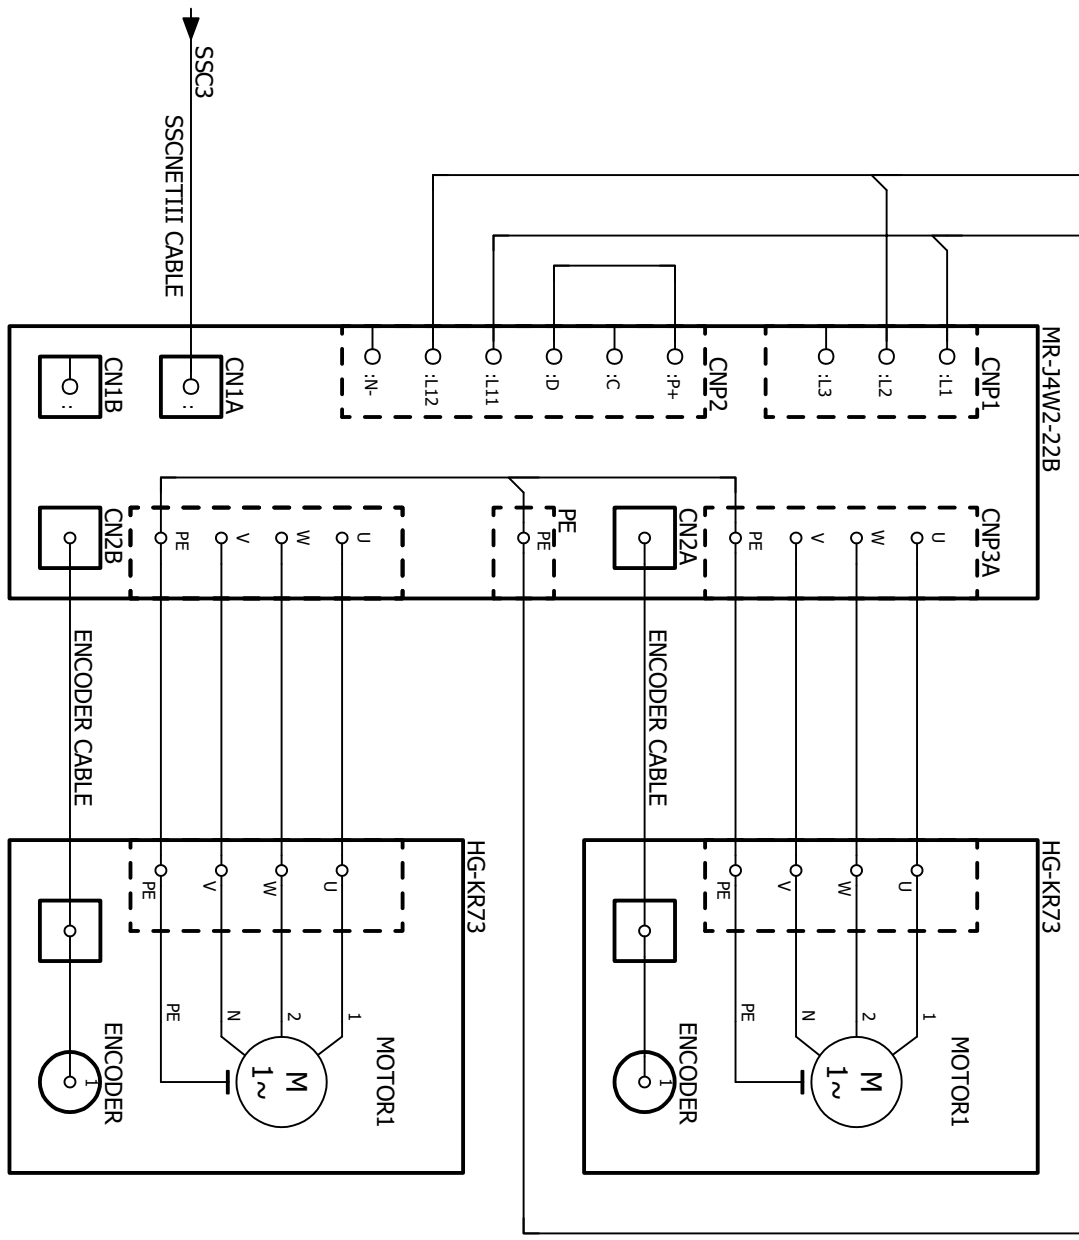 MR-J4W2-22B
CNP1
:L1
:L2
:L3
CNP2
:P+
:C
:D
:L11
:L12
:N-
CN1A
:
CN1B
:
SSC3
SSCNETIII CABLE
CNP3A
U
W
V
PE
CN2A
PE
PE
U
W
V
PE
CN2B
ENCODER CABLE
ENCODER CABLE
HG-KR73
U
W
V
PE
MOTOR1
1
2
N
PE
M
1~
ENCODER
1
HG-KR73
U
W
V
PE
MOTOR1
1
2
N
PE
M
1~
ENCODER
1